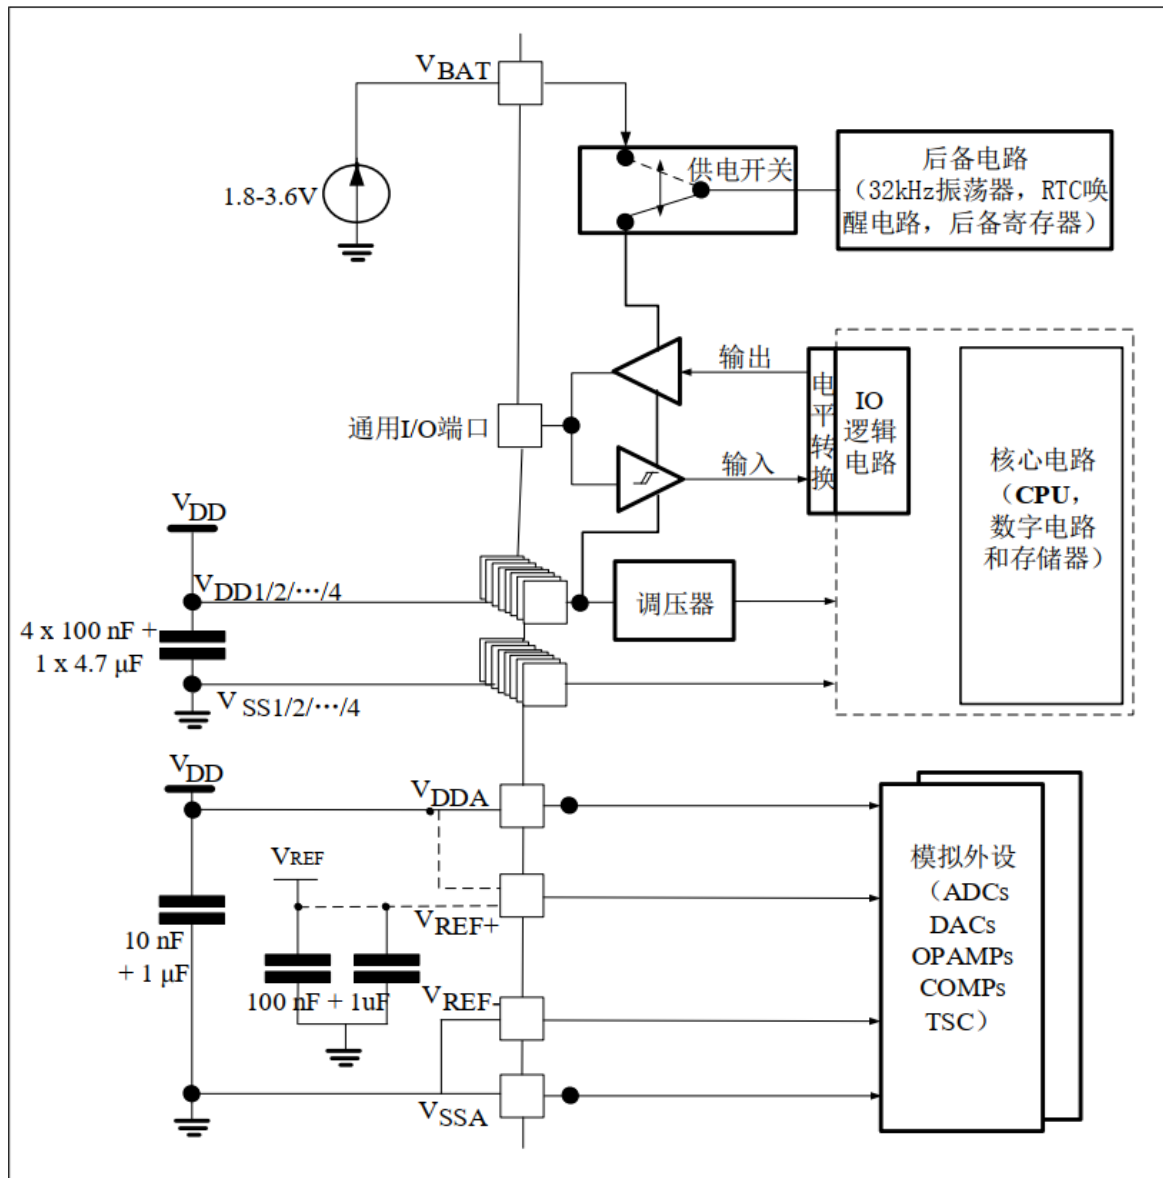 VBAT
1.8-3.6V
供电开关
后备电路
（32kHz振荡器，RTC唤
醒电路，后备寄存器）
输出
通用I/O端口
输入
电
平
转
换
IO
逻辑
电路
核心电路
（CPU，
数字电路
和存储器）
VDD
VDD1/2/···/4
4 x 100 nF +
1 x 4.7 μF
调压器
VSS1/2/···/4
VDD
VDDA
VREF
VREF+
10 nF
+ 1 μF
100 nF + 1uF
VREF-
VSSA
模拟外设
（ADCs
DACs
OPAMPs
COMPs
TSC）